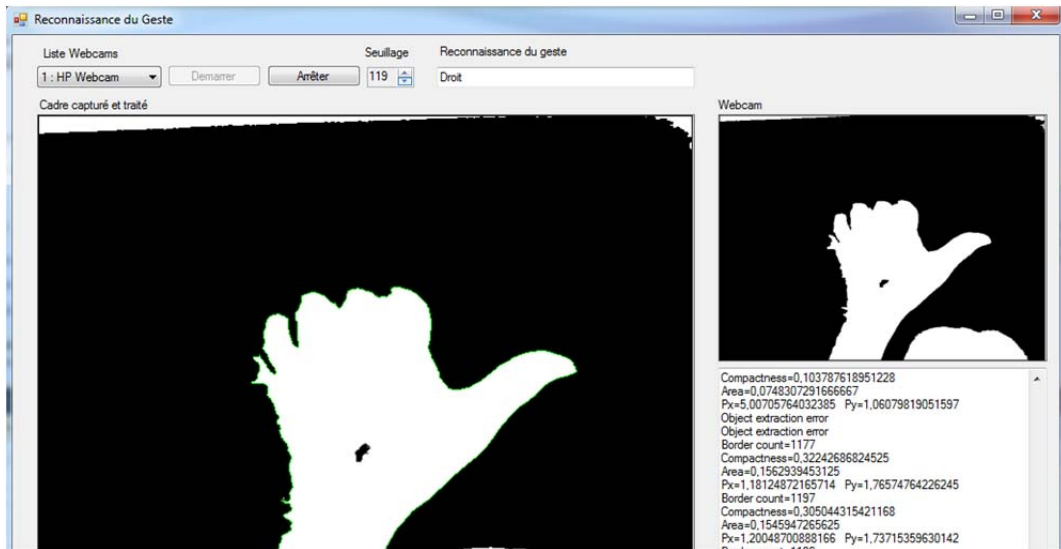 Reconnaissance du Geste
Liste Webcams
Seuillage
Reconnaissance du geste
1 : HP Webcam
Demarrer
Arrêter
119
Droit
Cadre capturé et traité
Webcam
Compactness=0,103787618951228
Area=0,0748307291666667
Px=5,00705764032385 Py=1,06079819051597
Object extraction error
Object extraction error
Border count=1177
Compactness=0,32242686824525
Area=0,1562939453125
Px=1,18124872165714 Py=1,76574764226245
Border count=1197
Compactness=0,305044315421168
Area=0,1545947265625
Px=1,20048700888166 Py=1,73715359630142